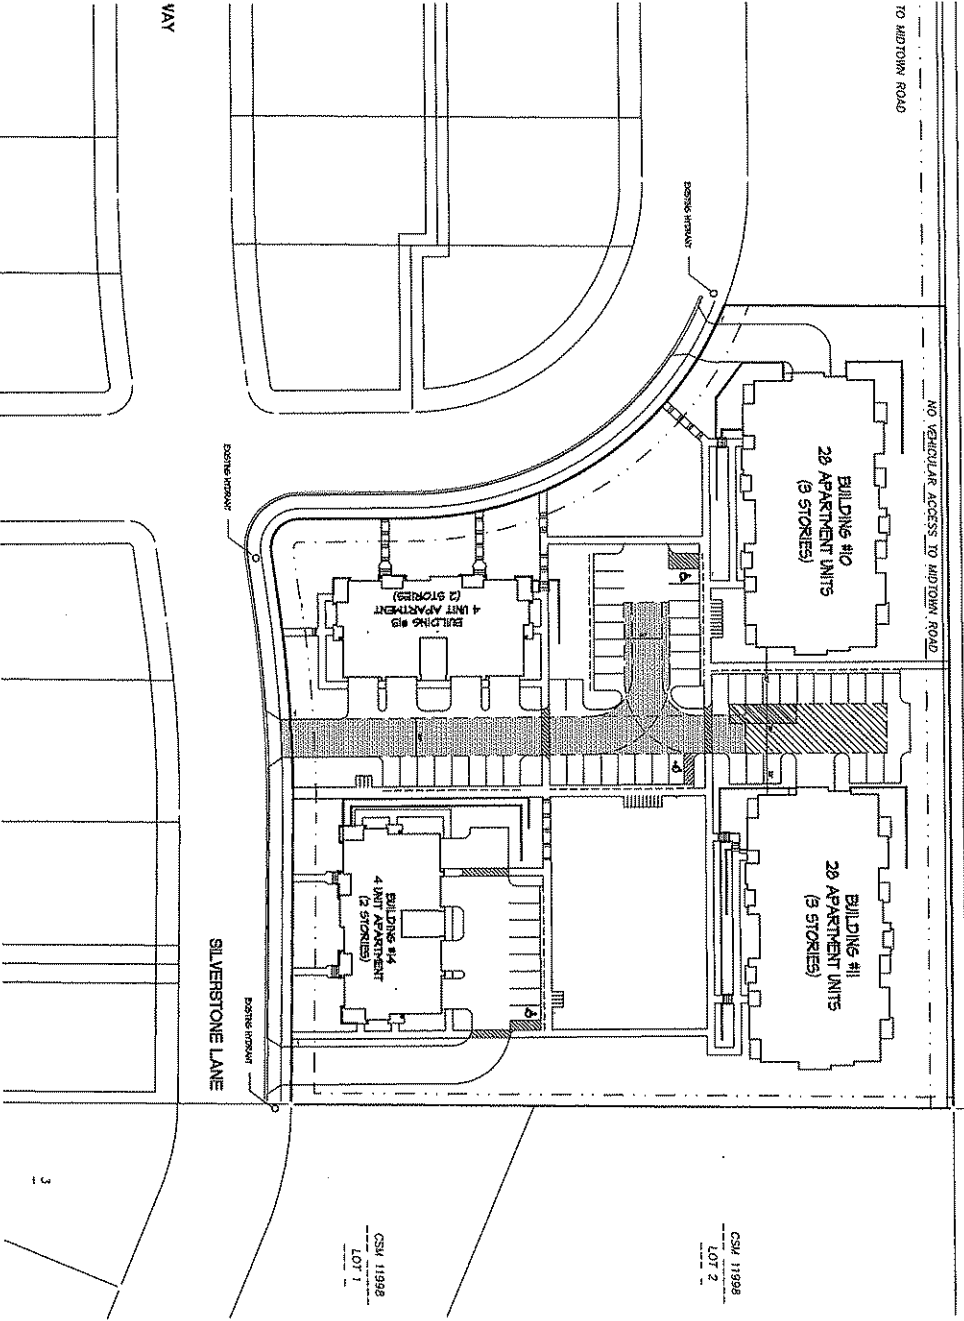 TO MIDTOWN ROAD
WAY
EXISTING HYDRANT
NO VEHICULAR ACCESS TO MIDTOWN ROAD
BUILDING #10
28 APARTMENT UNITS
(3 STORIES)
EXISTING HYDRANT
BUILDING #13
4 UNIT APARTMENT
(2 STORIES)
BUILDING #11
28 APARTMENT UNITS
(3 STORIES)
BUILDING #14
4 UNIT APARTMENT
(2 STORIES)
SILVERSTONE LANE
EXISTING HYDRANT
3
CSM 11998
LOT 1
CSM 11998
LOT 2